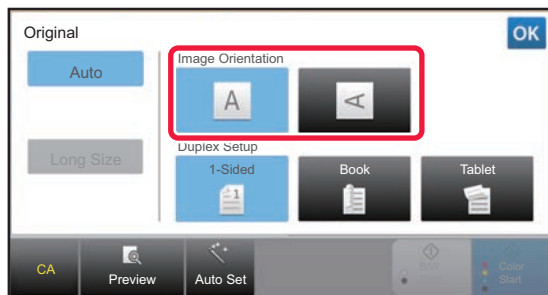 Original
OK
Auto
Image Orientation
A
A
Long Size
Duplex Setup
1-Sided
Book
Tablet
1
CA
Preview
Auto Set
B/W
Start
Color
Start